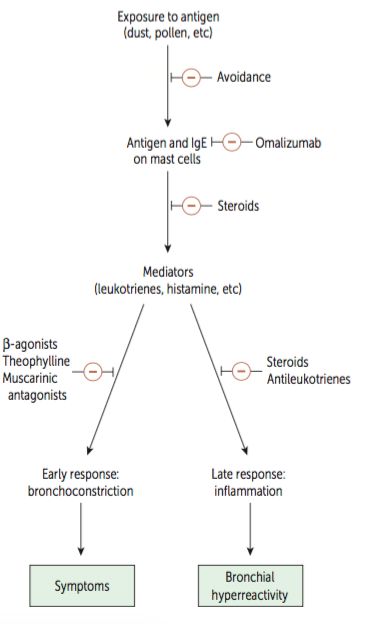 Exposure to antigen
(dust, pollen, etc)
Avoidance
Antigen and IgE
on mast cells
Omalizumab
Steroids
Mediators
(leukotrienes, histamine, etc)
β-agonists
Theophylline
Muscarinic
antagonists
Steroids
Antileukotrienes
Early response:
bronchoconstriction
Late response:
inflammation
Symptoms
Bronchial
hyperreactivity